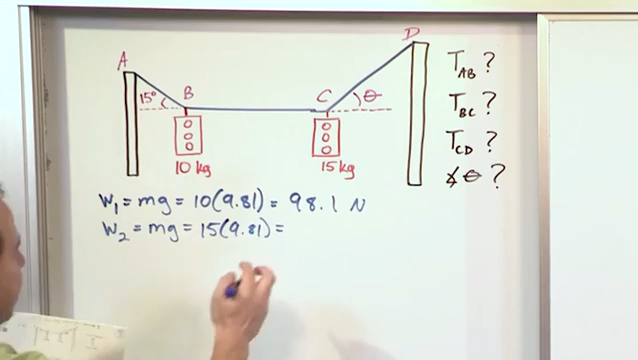 A
D
15°
B
C
θ
10 kg
15 kg
T_AB ?
T_BC ?
T_CD ?
∡ θ ?
W₁ = mg = 10(9.81) = 98.1 N
W₂ = mg = 15(9.81) =